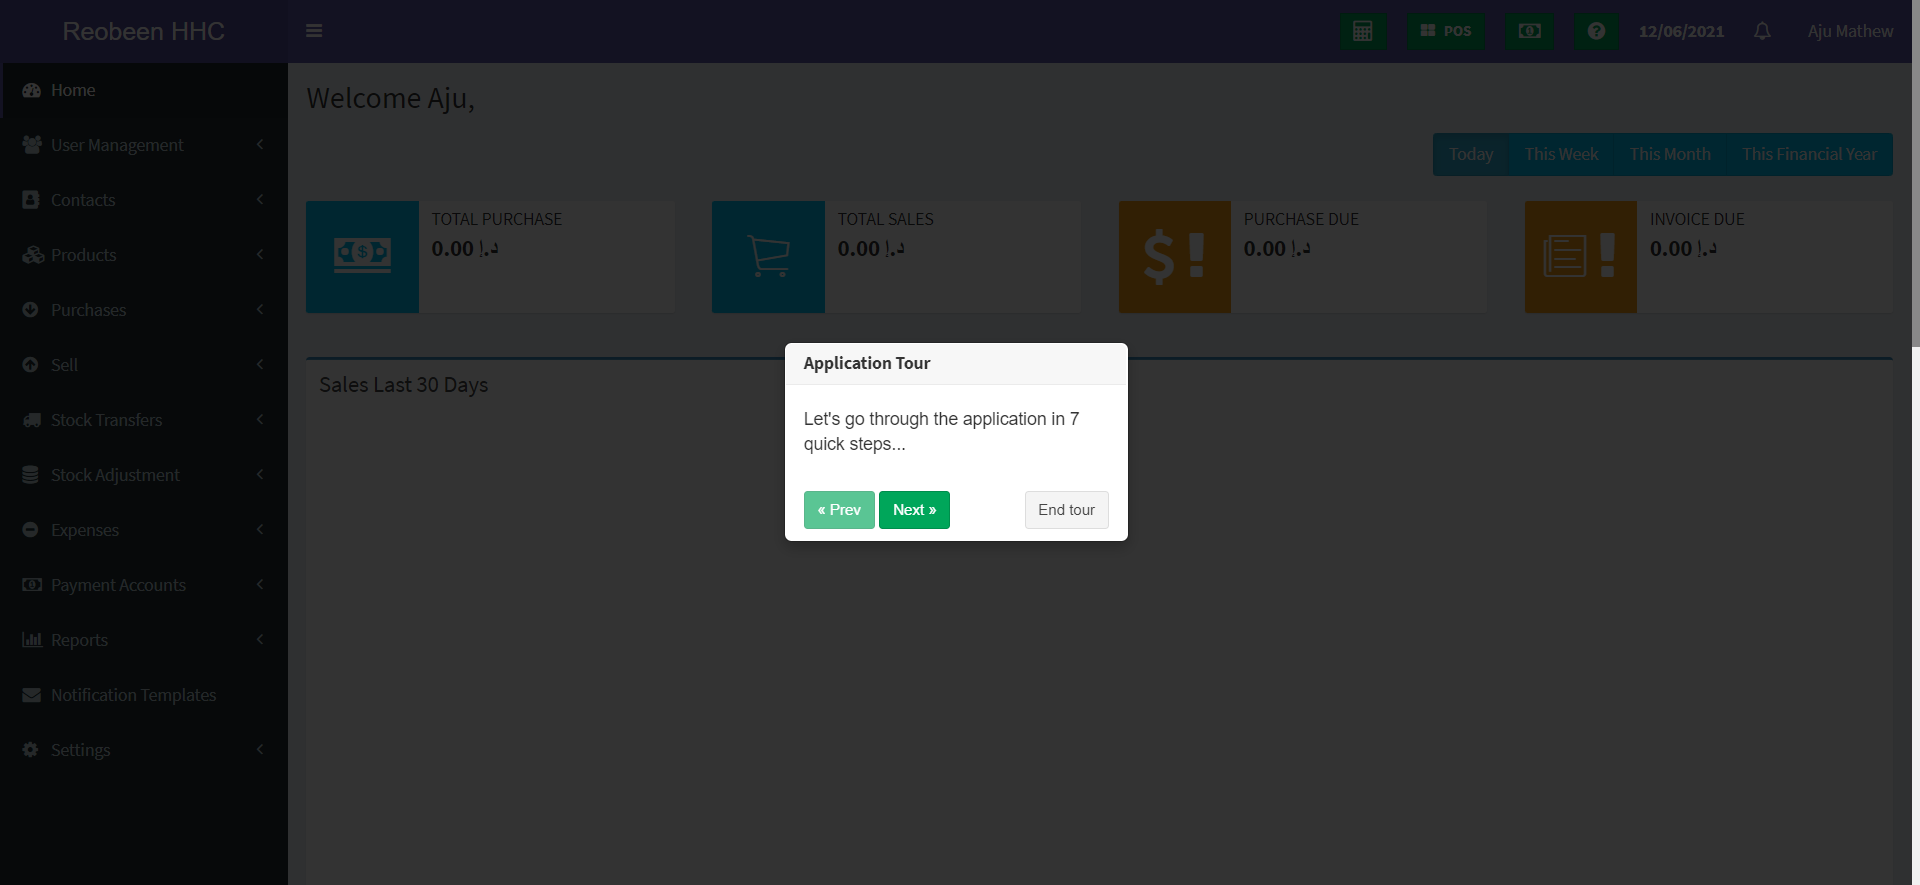 Reobeen HHC
POS
12/06/2021
Aju Mathew
Home
User Management
Contacts
Products
Purchases
Sell
Stock Transfers
Stock Adjustment
Expenses
Payment Accounts
Reports
Notification Templates
Settings
Welcome Aju,
Today This Week This Month This Financial Year
TOTAL PURCHASE
0.00 د.إ
TOTAL SALES
0.00 د.إ
PURCHASE DUE
0.00 د.إ
INVOICE DUE
0.00 د.إ
Sales Last 30 Days
Application Tour
Let's go through the application in 7
quick steps...
« Prev Next » End tour